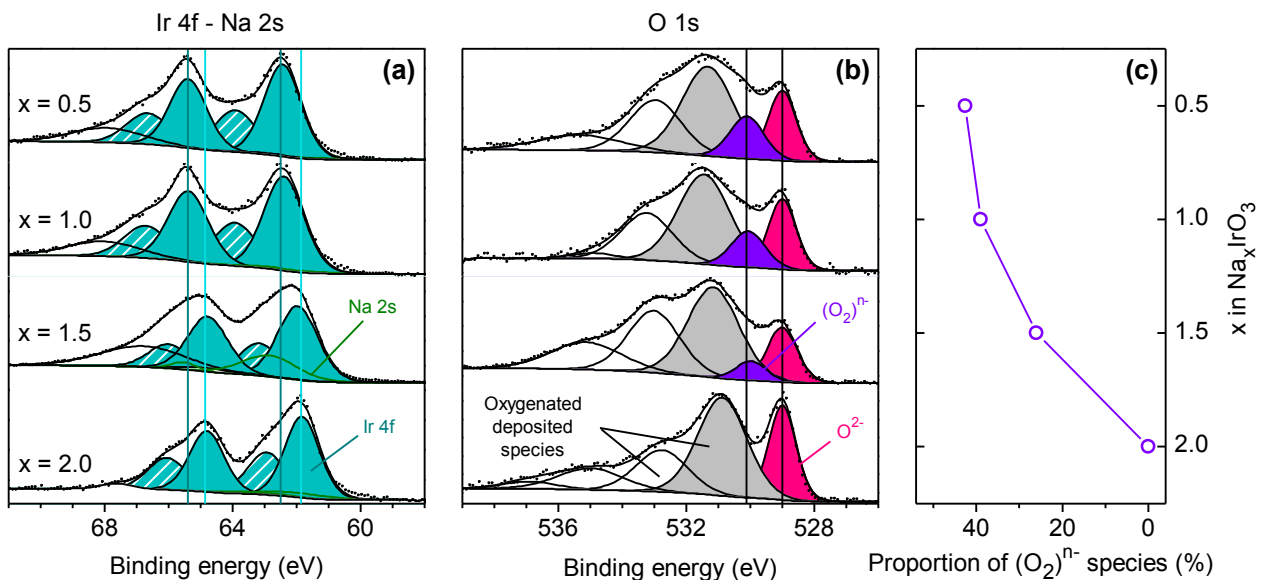 Ir 4f - Na 2s
(a)
x = 0.5
x = 1.0
x = 1.5
x = 2.0
Na 2s
Ir 4f
68 64 60
Binding energy (eV)
O 1s
(b)
(O₂)ⁿ⁻
Oxygenated
deposited
species
O²⁻
536 532 528
Binding energy (eV)
(c)
0.5
1.0
1.5
2.0
x in NaₓIrO₃
40 20 0
Proportion of (O₂)ⁿ⁻ species (%)